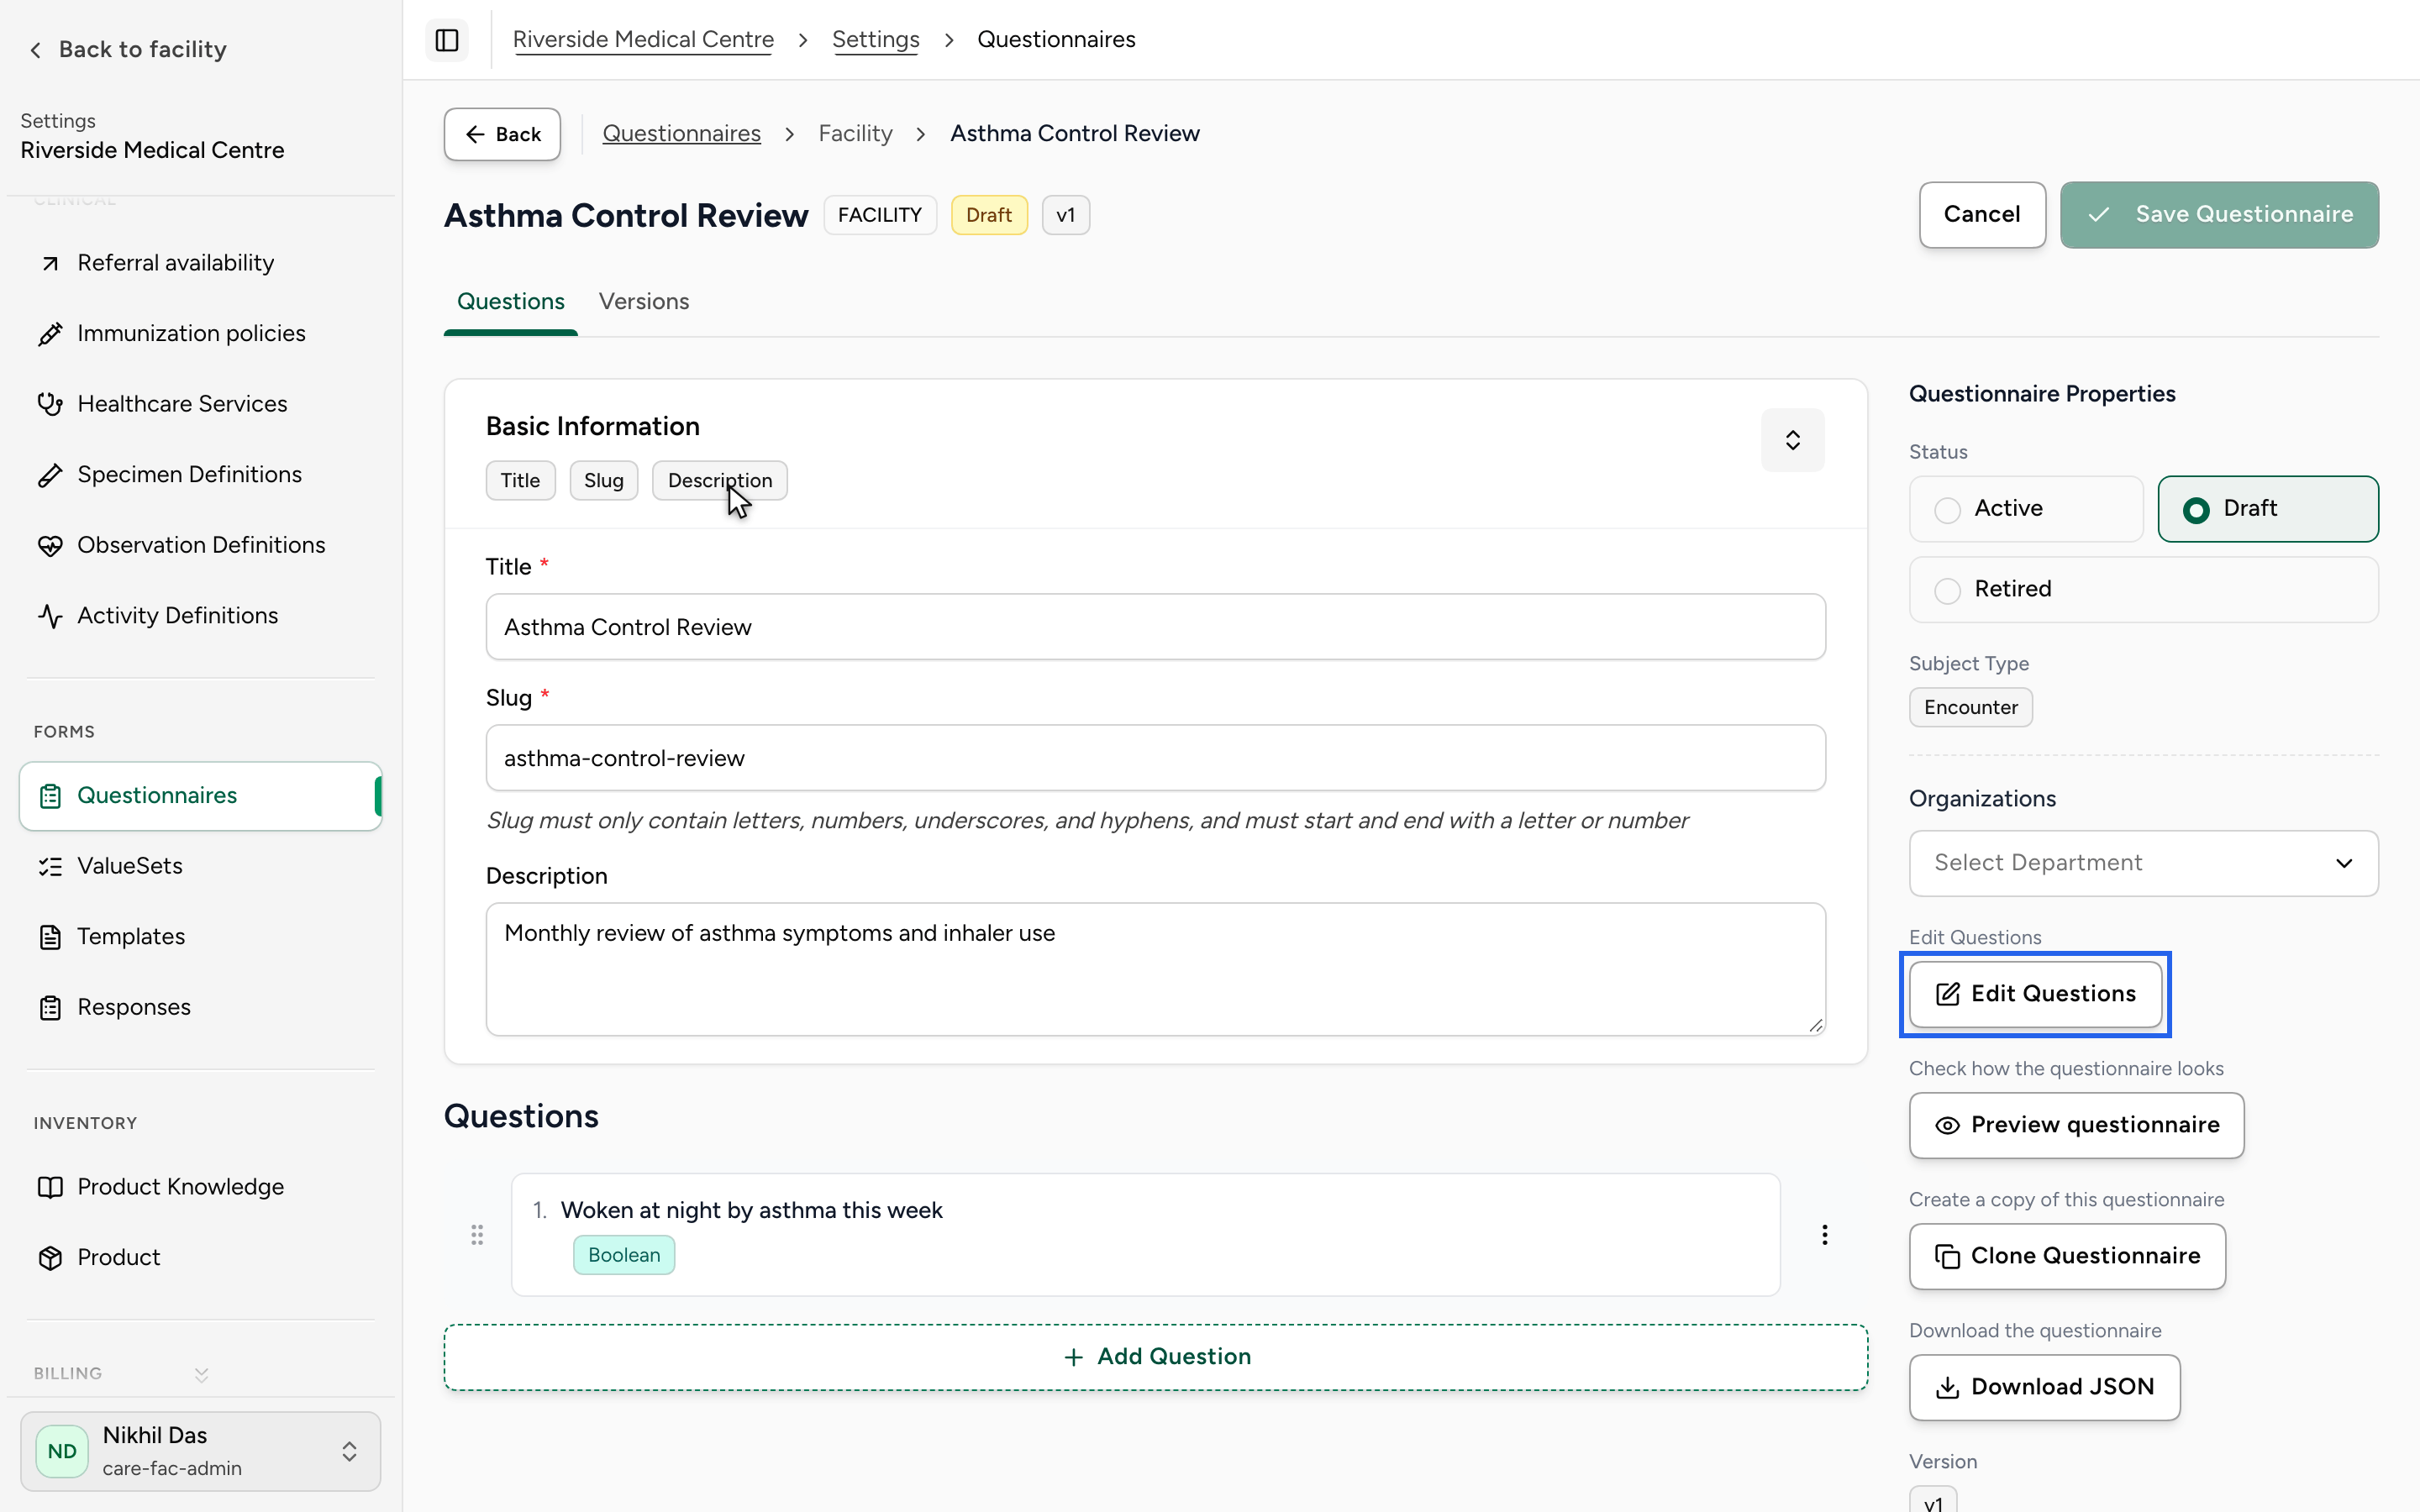 Back to facility
Settings
Riverside Medical Centre
CLINICAL
Referral availability
Immunization policies
Healthcare Services
Specimen Definitions
Observation Definitions
Activity Definitions
FORMS
Questionnaires
ValueSets
Templates
Responses
INVENTORY
Product Knowledge
Product
BILLING
ND
Nikhil Das
care-fac-admin
Riverside Medical Centre > Settings > Questionnaires
Back
Questionnaires > Facility > Asthma Control Review
Asthma Control Review FACILITY Draft v1
Cancel
Save Questionnaire
Questions Versions
Basic Information
Title Slug Description
Title *
Asthma Control Review
Slug *
asthma-control-review
Slug must only contain letters, numbers, underscores, and hyphens, and must start and end with a letter or number
Description
Monthly review of asthma symptoms and inhaler use
Questions
1. Woken at night by asthma this week
Boolean
+ Add Question
Questionnaire Properties
Status
Active
Draft
Retired
Subject Type
Encounter
Organizations
Select Department
Edit Questions
Edit Questions
Check how the questionnaire looks
Preview questionnaire
Create a copy of this questionnaire
Clone Questionnaire
Download the questionnaire
Download JSON
Version
v1